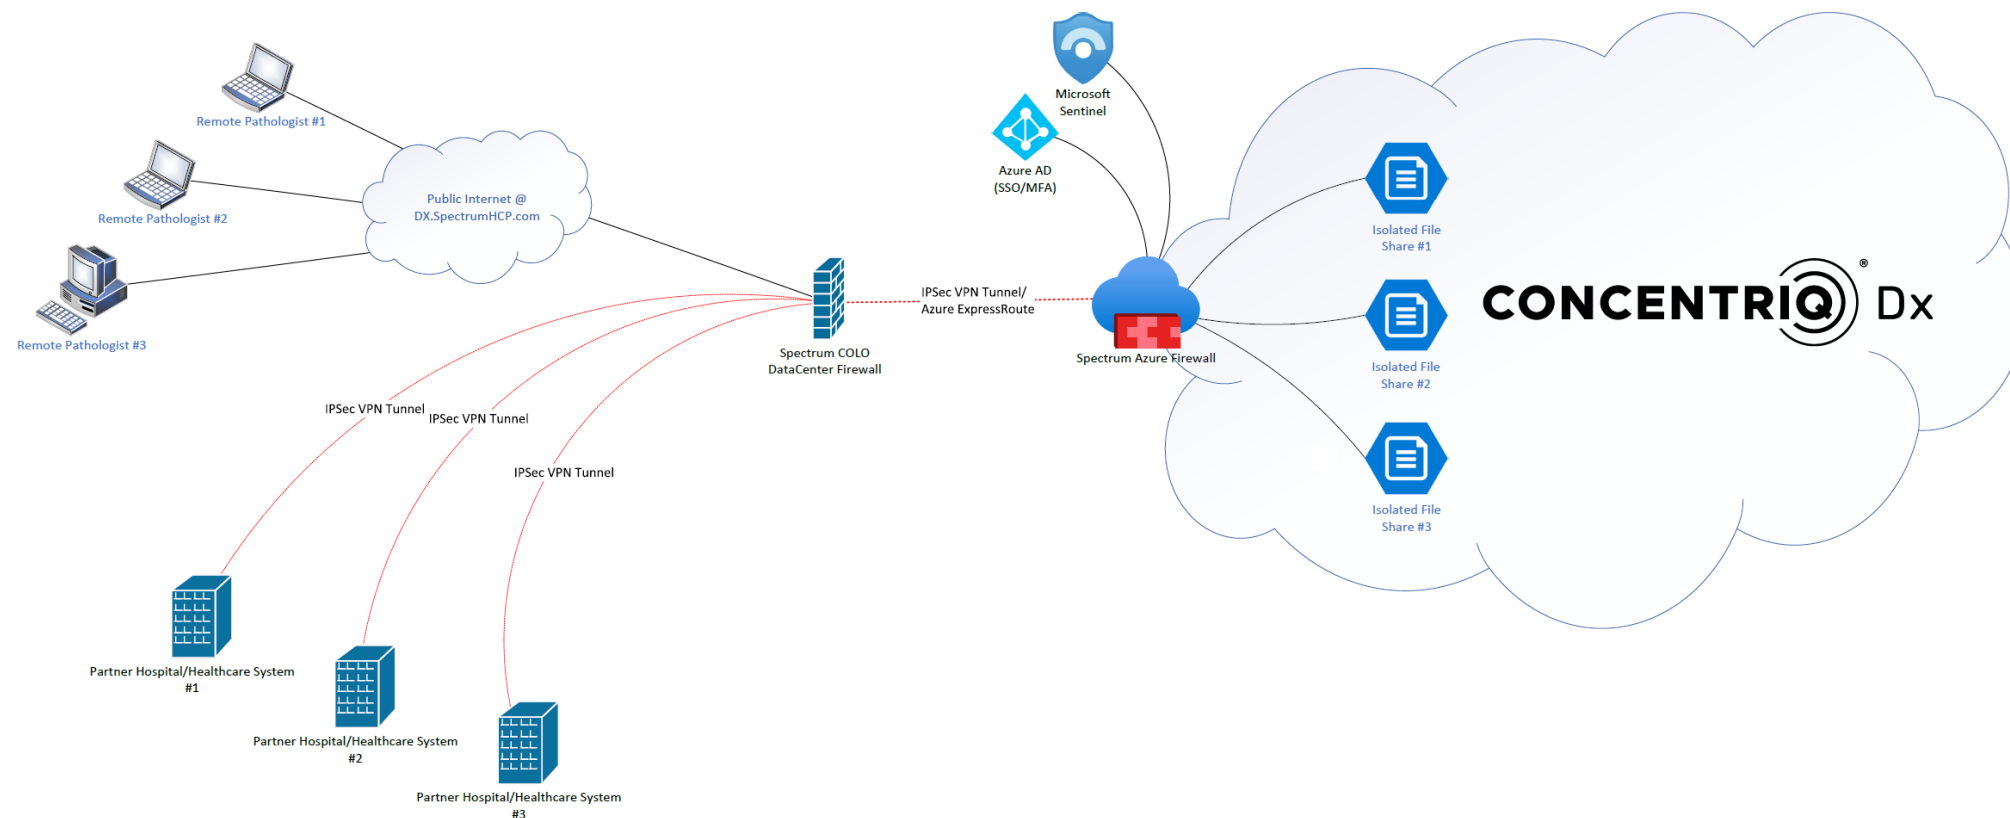 Remote Pathologist #1
Remote Pathologist #2
Remote Pathologist #3
Public Internet @
DX.SpectrumHCP.com
Microsoft
Sentinel
Azure AD
(SSO/MFA)
Spectrum COLO
DataCenter Firewall
IPSec VPN Tunnel/
Azure ExpressRoute
Spectrum Azure Firewall
Isolated File
Share #1
Isolated File
Share #2
Isolated File
Share #3
CONCENTRIQ® Dx
IPSec VPN Tunnel
IPSec VPN Tunnel
IPSec VPN Tunnel
Partner Hospital/Healthcare System
#1
Partner Hospital/Healthcare System
#2
Partner Hospital/Healthcare System
#3